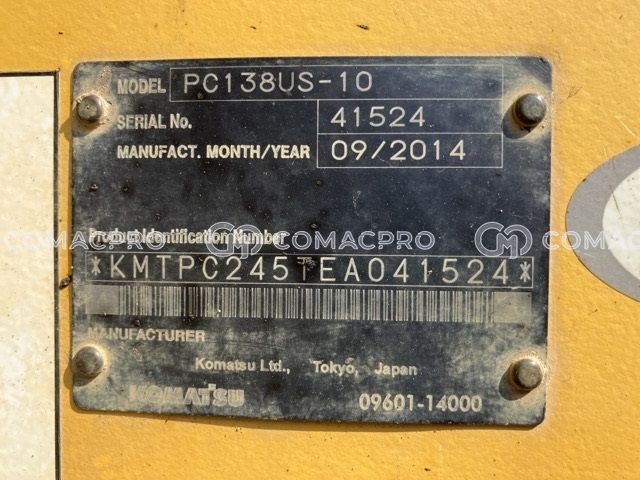 MODEL PC138US-10
SERIAL No. 41524
MANUFACT. MONTH/YEAR 09/2014
Product Identification Number
COMACPRO COMACPRO COMACPRO
*KMTPC245TEA041524*
MANUFACTURER
Komatsu Ltd., Tokyo, Japan
KOMATSU 09601-14000